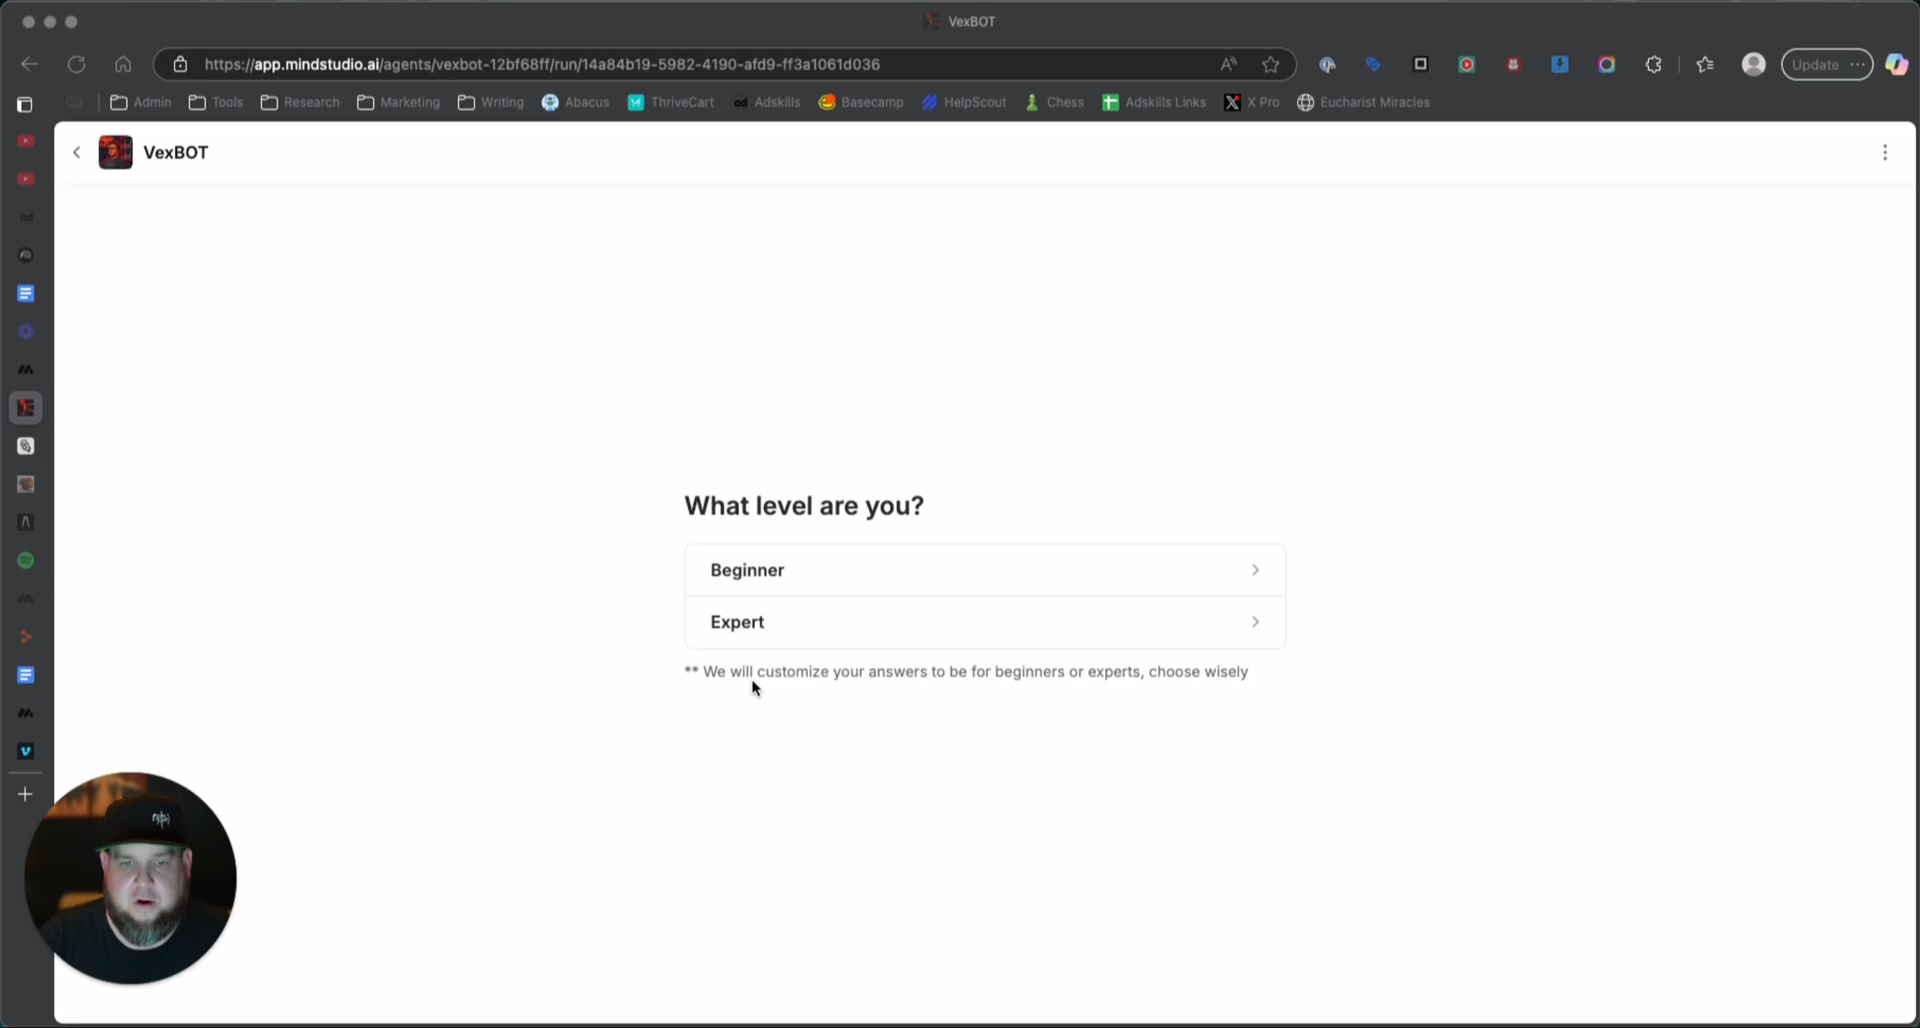 VexBOT
https://app.mindstudio.ai/agents/vexbot-12bf68ff/run/14a84b19-5982-4190-afd9-ff3a1061d036
Update
Admin Tools Research Marketing Writing Abacus ThriveCart ad Adskills Basecamp HelpScout Chess Adskills Links X Pro Eucharist Miracles
VexBOT
What level are you?
Beginner
Expert
** We will customize your answers to be for beginners or experts, choose wisely